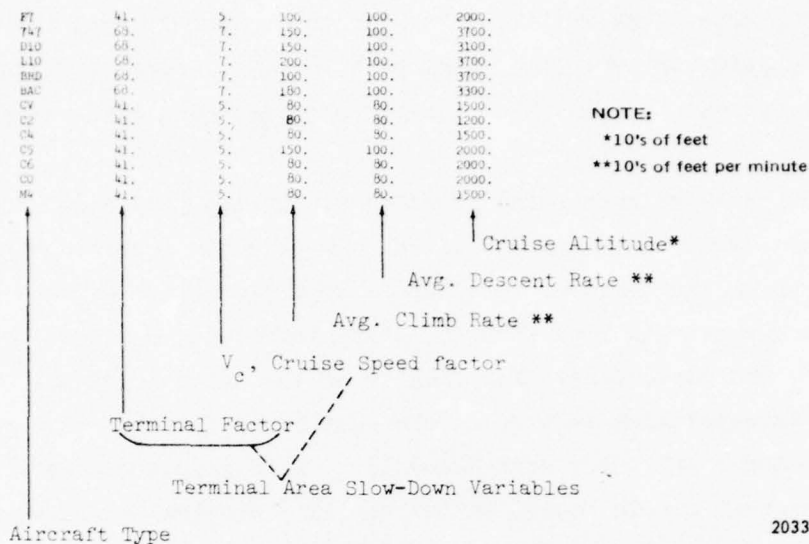 F7 41. 5. 100. 100. 2000.
747 68. 7. 150. 100. 3700.
D10 68. 7. 150. 100. 3100.
L10 68. 7. 200. 100. 3700.
BHD 68. 7. 100. 100. 3700.
BAC 68. 7. 180. 100. 3300.
CV 41. 5. 80. 80. 1500.
C2 41. 5. 80. 80. 1200.
C4 41. 5. 80. 80. 1500.
C5 41. 5. 150. 100. 2000.
C6 41. 5. 80. 80. 2000.
CO 41. 5. 80. 80. 2000.
M4 41. 5. 80. 80. 1500.
NOTE:
*10's of feet
**10's of feet per minute
Cruise Altitude*
Avg. Descent Rate **
Avg. Climb Rate **
Vc, Cruise Speed factor
Terminal Factor
Terminal Area Slow-Down Variables
Aircraft Type
2033